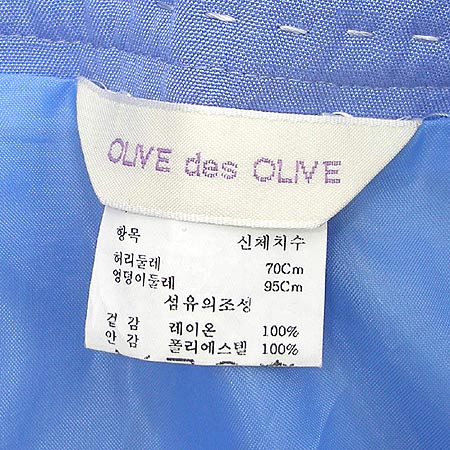 OLIVE des OLIVE
항목 신체치수
허리둘레 70Cm
엉덩이둘레 95Cm
섬유의조성
겉 감 레이온 100%
안 감 폴리에스텔 100%